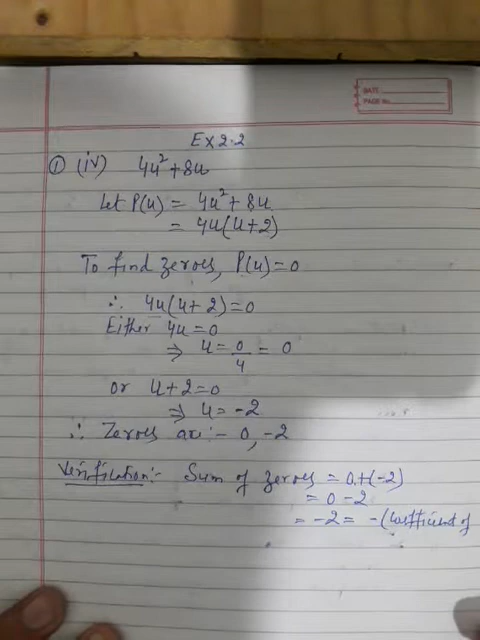 DATE
PAGE No.
Ex 2.2
① (iv) 4u²+8u
Let P(u) = 4u²+8u
= 4u(u+2)
To find zeroes, P(u)=0
∴ 4u(u+2)=0
Either 4u=0
⇒ u=0/4=0
or u+2=0
⇒ u=-2
∴ Zeroes are:- 0,-2
Verification:- Sum of zeroes = 0+(-2)
= 0-2
= -2 = -(Coefficient of